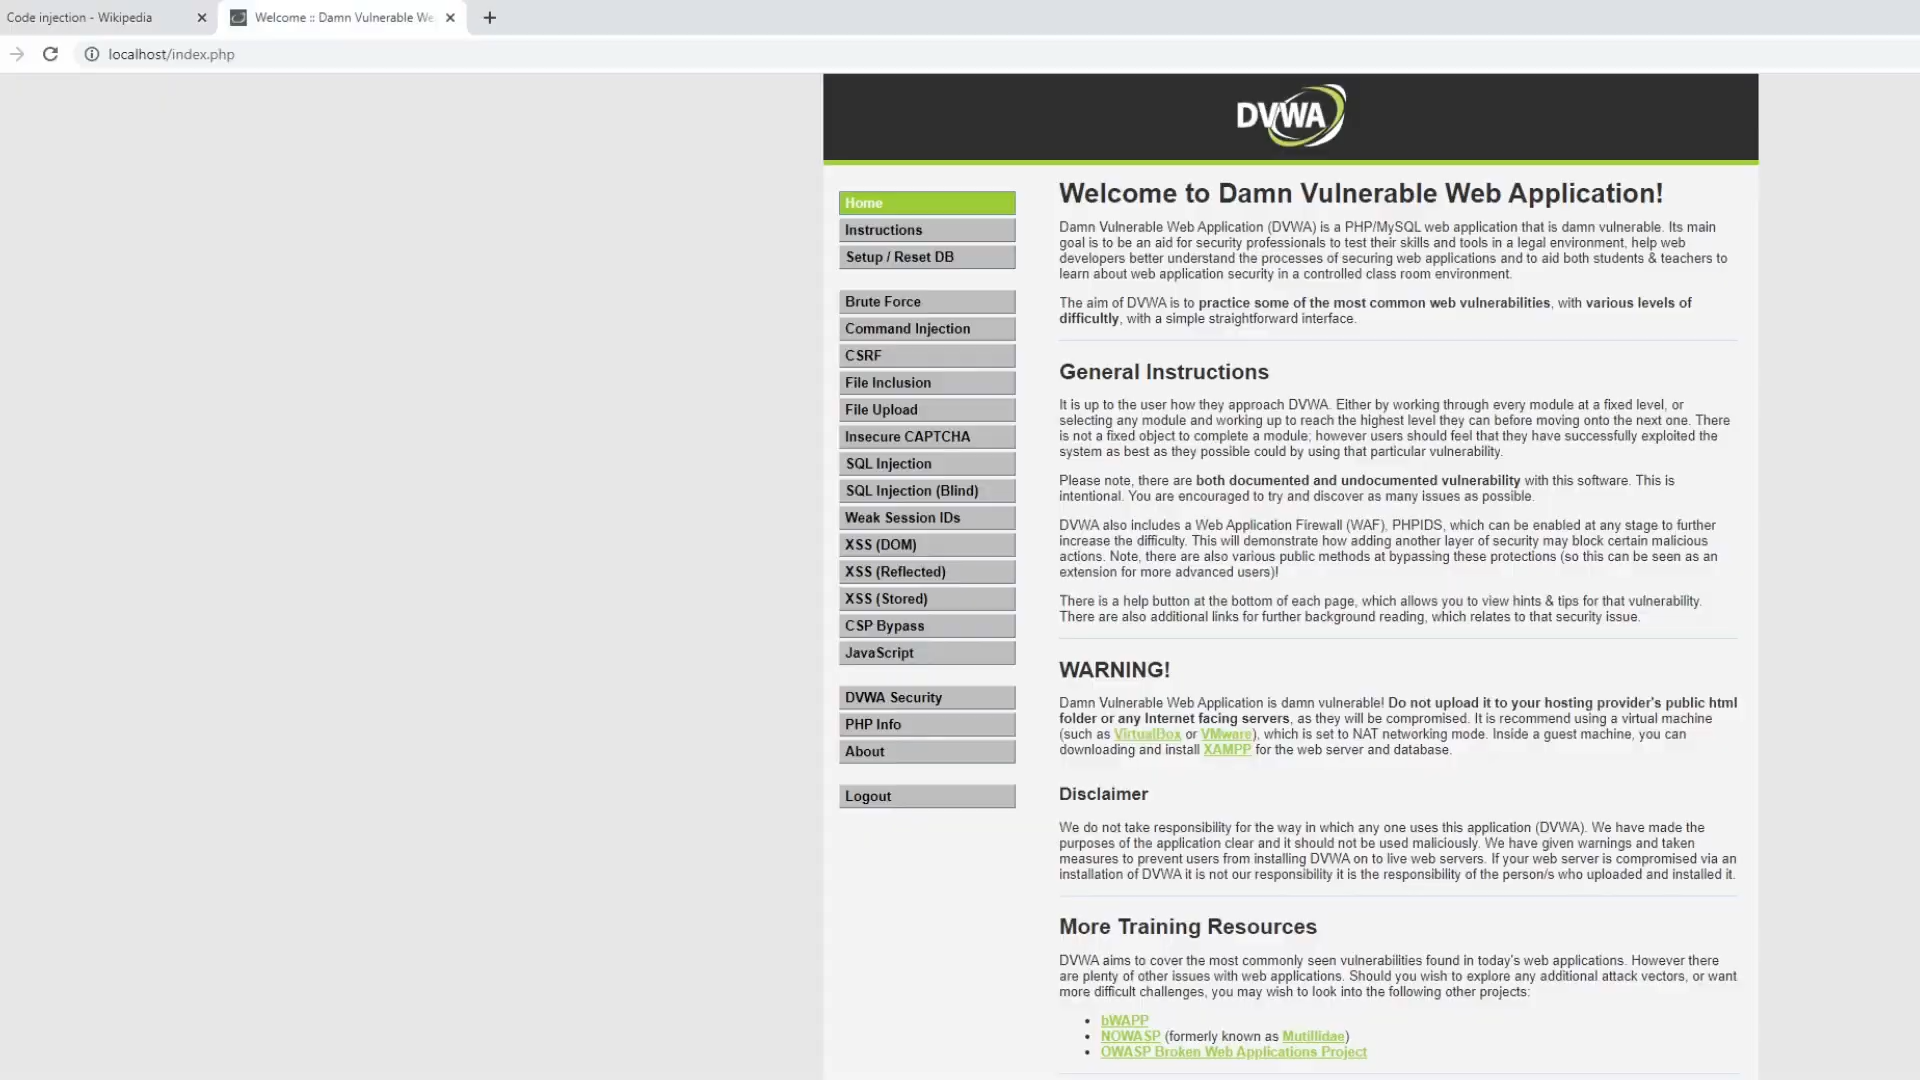 Code injection - Wikipedia
Welcome :: Damn Vulnerable We
localhost/index.php
DVWA
Home
Instructions
Setup / Reset DB
Brute Force
Command Injection
CSRF
File Inclusion
File Upload
Insecure CAPTCHA
SQL Injection
SQL Injection (Blind)
Weak Session IDs
XSS (DOM)
XSS (Reflected)
XSS (Stored)
CSP Bypass
JavaScript
DVWA Security
PHP Info
About
Logout
Welcome to Damn Vulnerable Web Application!
Damn Vulnerable Web Application (DVWA) is a PHP/MySQL web application that is damn vulnerable. Its main
goal is to be an aid for security professionals to test their skills and tools in a legal environment, help web
developers better understand the processes of securing web applications and to aid both students & teachers to
learn about web application security in a controlled class room environment.
The aim of DVWA is to practice some of the most common web vulnerabilities, with various levels of
difficultly, with a simple straightforward interface.
General Instructions
It is up to the user how they approach DVWA. Either by working through every module at a fixed level, or
selecting any module and working up to reach the highest level they can before moving onto the next one. There
is not a fixed object to complete a module; however users should feel that they have successfully exploited the
system as best as they possible could by using that particular vulnerability.
Please note, there are both documented and undocumented vulnerability with this software. This is
intentional. You are encouraged to try and discover as many issues as possible.
DVWA also includes a Web Application Firewall (WAF), PHPIDS, which can be enabled at any stage to further
increase the difficulty. This will demonstrate how adding another layer of security may block certain malicious
actions. Note, there are also various public methods at bypassing these protections (so this can be seen as an
extension for more advanced users)!
There is a help button at the bottom of each page, which allows you to view hints & tips for that vulnerability.
There are also additional links for further background reading, which relates to that security issue.
WARNING!
Damn Vulnerable Web Application is damn vulnerable! Do not upload it to your hosting provider's public html
folder or any Internet facing servers, as they will be compromised. It is recommend using a virtual machine
(such as VirtualBox or VMware), which is set to NAT networking mode. Inside a guest machine, you can
downloading and install XAMPP for the web server and database.
Disclaimer
We do not take responsibility for the way in which any one uses this application (DVWA). We have made the
purposes of the application clear and it should not be used maliciously. We have given warnings and taken
measures to prevent users from installing DVWA on to live web servers. If your web server is compromised via an
installation of DVWA it is not our responsibility it is the responsibility of the person/s who uploaded and installed it.
More Training Resources
DVWA aims to cover the most commonly seen vulnerabilities found in today's web applications. However there
are plenty of other issues with web applications. Should you wish to explore any additional attack vectors, or want
more difficult challenges, you may wish to look into the following other projects:
• bWAPP
• NOWASP (formerly known as Mutillidae)
• OWASP Broken Web Applications Project